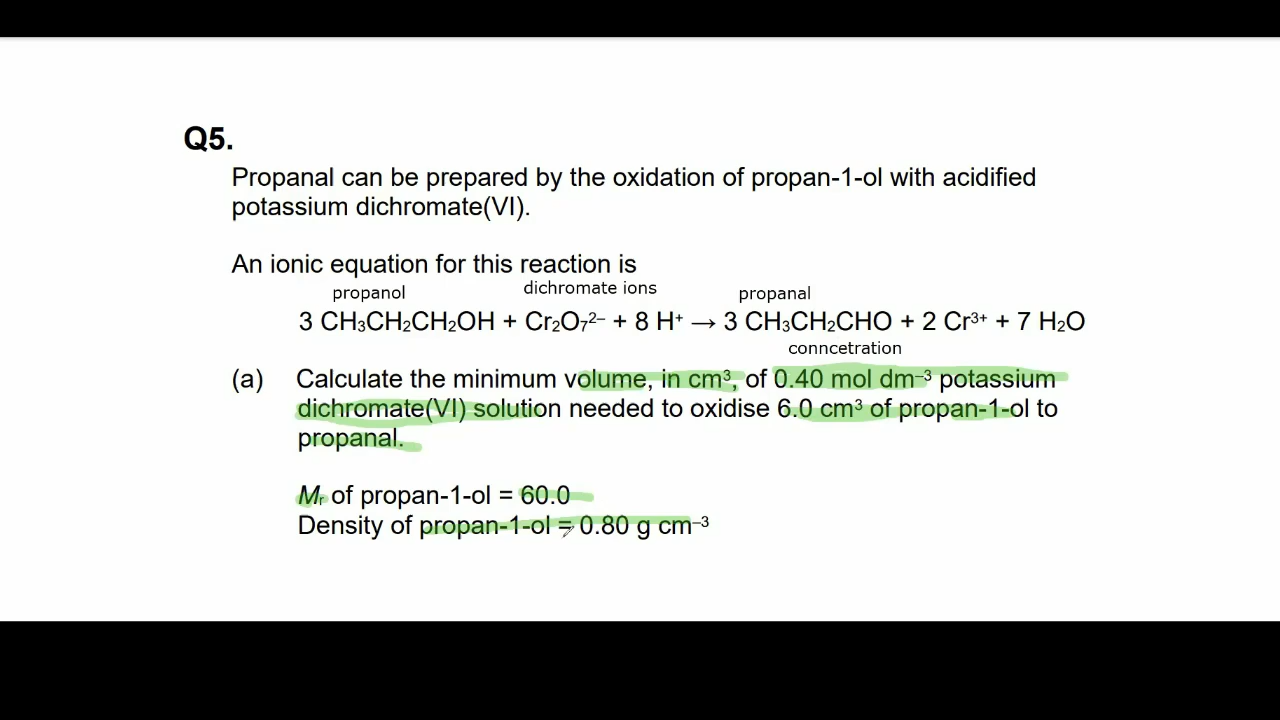 Q5.
Propanal can be prepared by the oxidation of propan-1-ol with acidified
potassium dichromate(VI).
An ionic equation for this reaction is
propanol dichromate ions propanal
3 CH₃CH₂CH₂OH + Cr₂O₇²⁻ + 8 H⁺ → 3 CH₃CH₂CHO + 2 Cr³⁺ + 7 H₂O
conncetration
(a) Calculate the minimum volume, in cm³, of 0.40 mol dm⁻³ potassium
dichromate(VI) solution needed to oxidise 6.0 cm³ of propan-1-ol to
propanal.
Mᵣ of propan-1-ol = 60.0
Density of propan-1-ol = 0.80 g cm⁻³